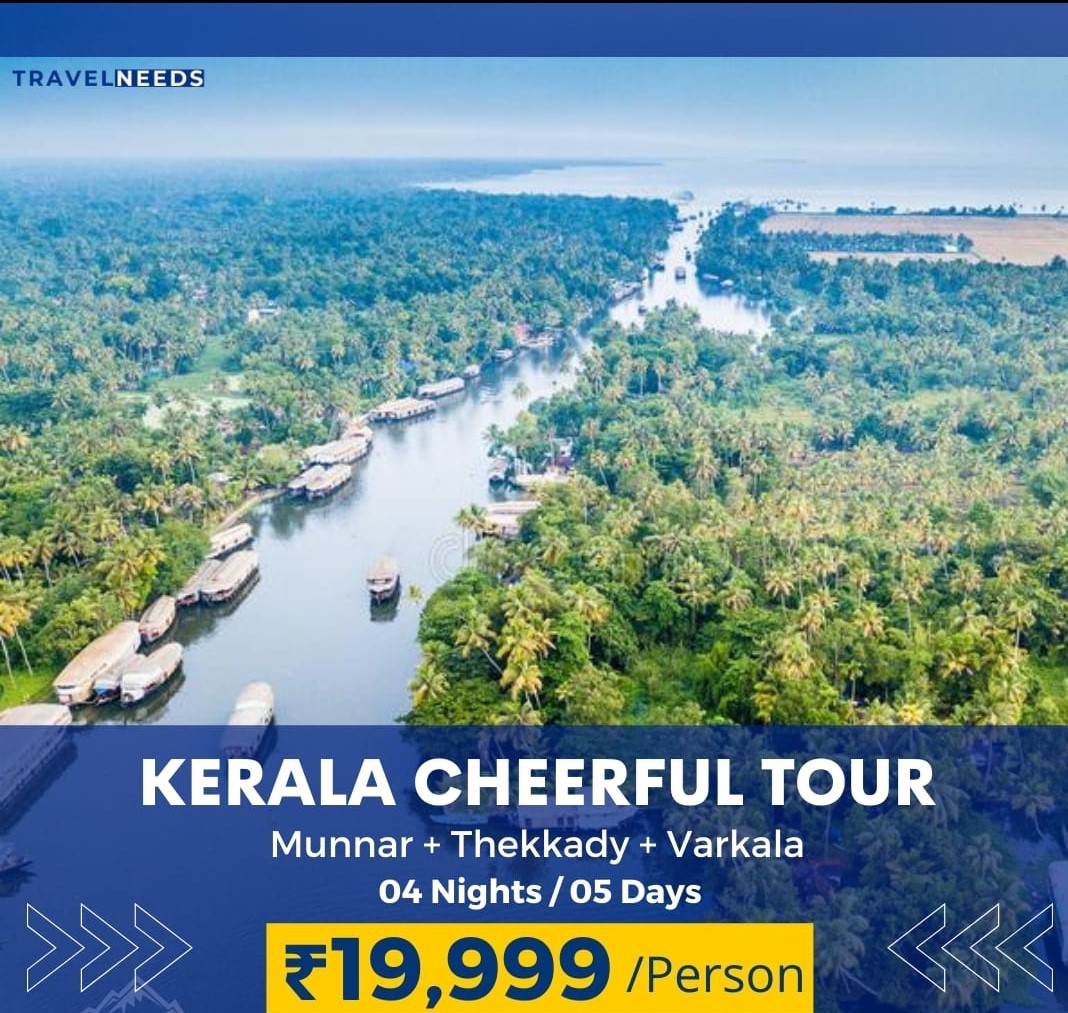 TRAVELNEEDS
KERALA CHEERFUL TOUR
Munnar + Thekkady + Varkala
04 Nights / 05 Days
₹19,999 /Person